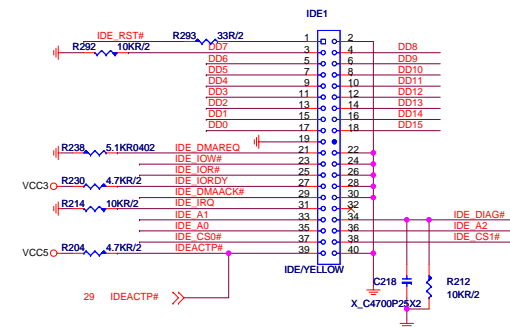 IDE1
IDE_RST# R293 33R/2 1 2
R292 10KR/2 DD7 3 4 DD8
DD6 5 6 DD9
DD5 7 8 DD10
DD4 9 10 DD11
DD3 11 12 DD12
DD2 13 14 DD13
DD1 15 16 DD14
DD0 17 18 DD15
19
R238 5.1KR0402 IDE_DMAREQ 21 22
IDE_IOW# 23 24
IDE_IOR# 25 26
VCC3 R230 4.7KR/2 IDE_IORDY 27 28
IDE_DMAACK# 29 30
R214 10KR/2 IDE_IRQ 31 32
IDE_A1 33 34 IDE_DIAG#
IDE_A0 35 36 IDE_A2
IDE_CS0# 37 38 IDE_CS1#
VCC5 R204 4.7KR/2 IDEACTP# 39 40
IDE/YELLOW
C218 R212
29 IDEACTP# X_C4700P25X2 10KR/2